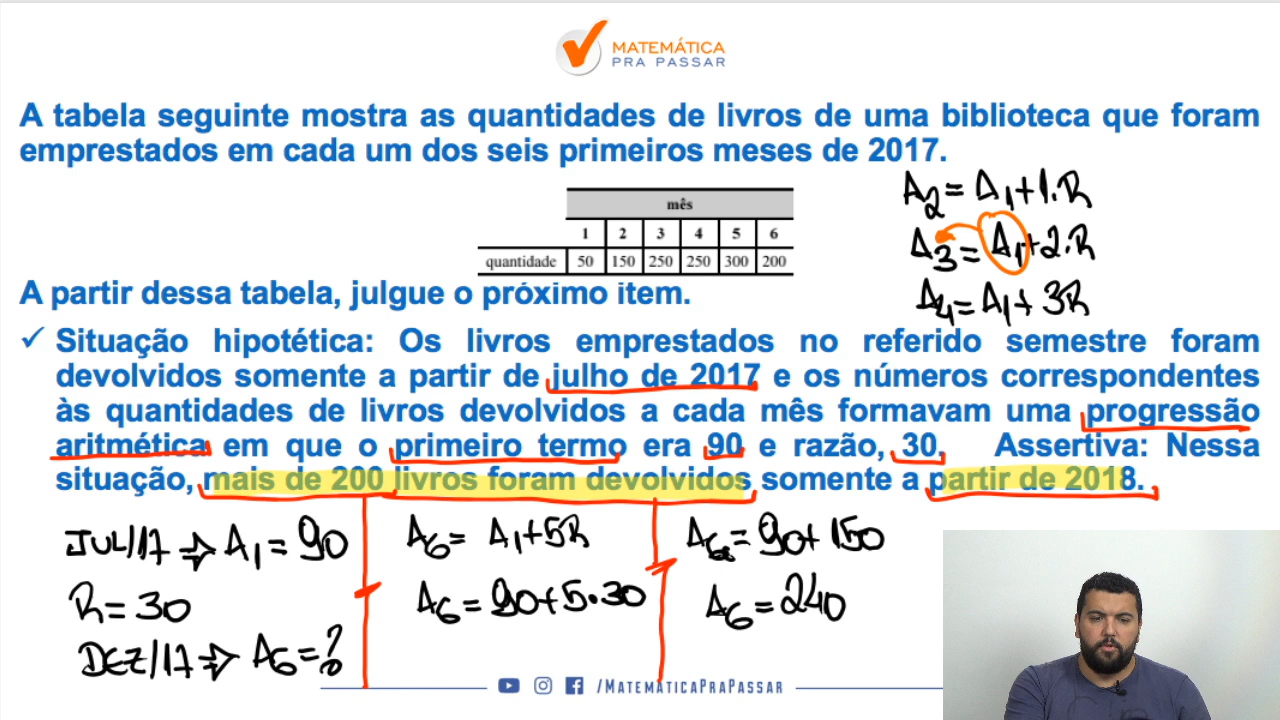 MATEMÁTICA
PRA PASSAR
A tabela seguinte mostra as quantidades de livros de uma biblioteca que foram
emprestados em cada um dos seis primeiros meses de 2017.
mês
1 2 3 4 5 6
quantidade 50 150 250 250 300 200
A2 = A1 + 1.R
A3 = A1 + 2.R
A4 = A1 + 3R
A partir dessa tabela, julgue o próximo item.
✓ Situação hipotética: Os livros emprestados no referido semestre foram
devolvidos somente a partir de julho de 2017 e os números correspondentes
às quantidades de livros devolvidos a cada mês formavam uma progressão
aritmética em que o primeiro termo era 90 e razão, 30, Assertiva: Nessa
situação, mais de 200 livros foram devolvidos somente a partir de 2018.
JUL/17 ⇒ A1 = 90
R = 30
DEZ/17 ⇒ A6 = ?
A6 = A1 + 5R
A6 = 90 + 5.30
A6 = 90 + 150
A6 = 240
/MATEMÁTICAPRAPASSAR